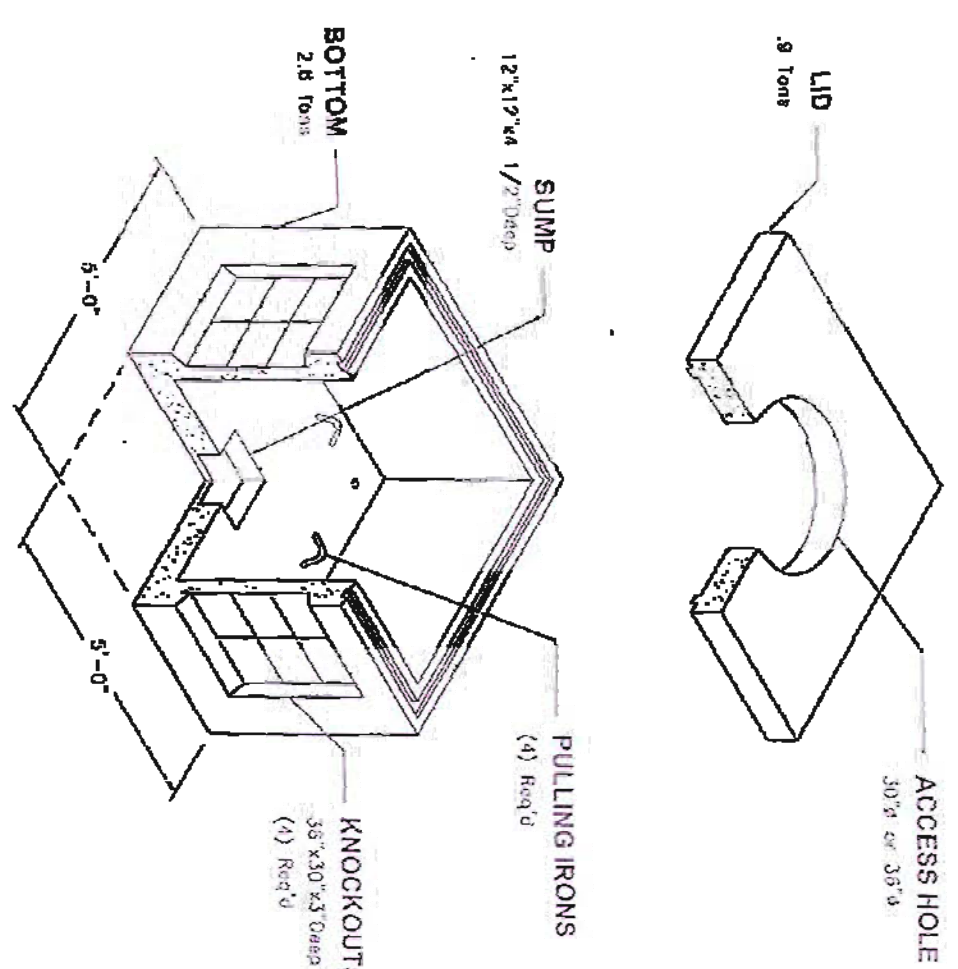 LID
.9 Tons
ACCESS HOLE
30"ø or 36"ø
SUMP
12"x12"x4 1/2"Deep
PULLING IRONS
(4) Req'd
BOTTOM
2.8 Tons
KNOCKOUT
36"x30"x3"Deep
(4) Req'd
5'-0"
5'-0"